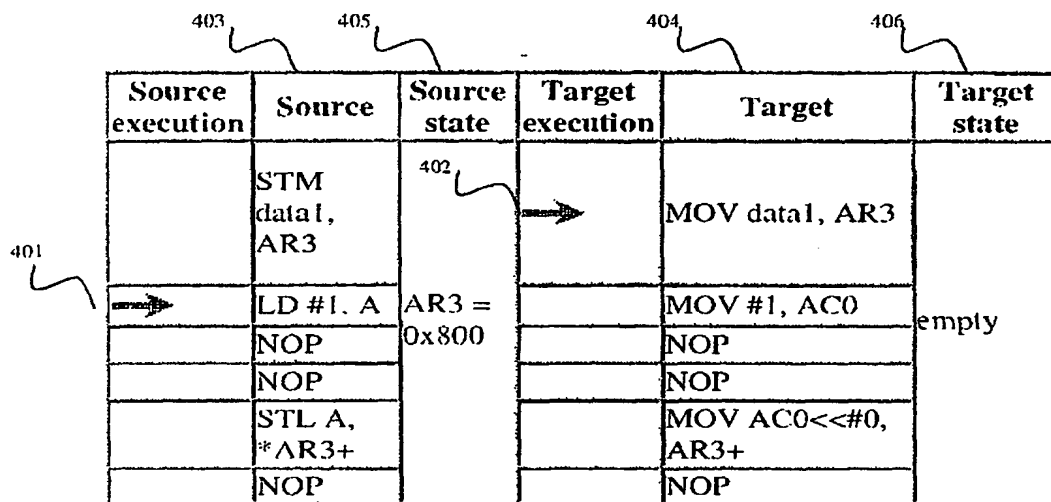 403 405 404 406
Source execution Source Source state Target execution Target Target state
402
STM
data1,
AR3
MOV data1, AR3
401
LD #1. A
AR3 =
0x800
MOV #1, AC0
empty
NOP
NOP
NOP
NOP
STL A,
*AR3+
MOV AC0<<#0,
AR3+
NOP
NOP